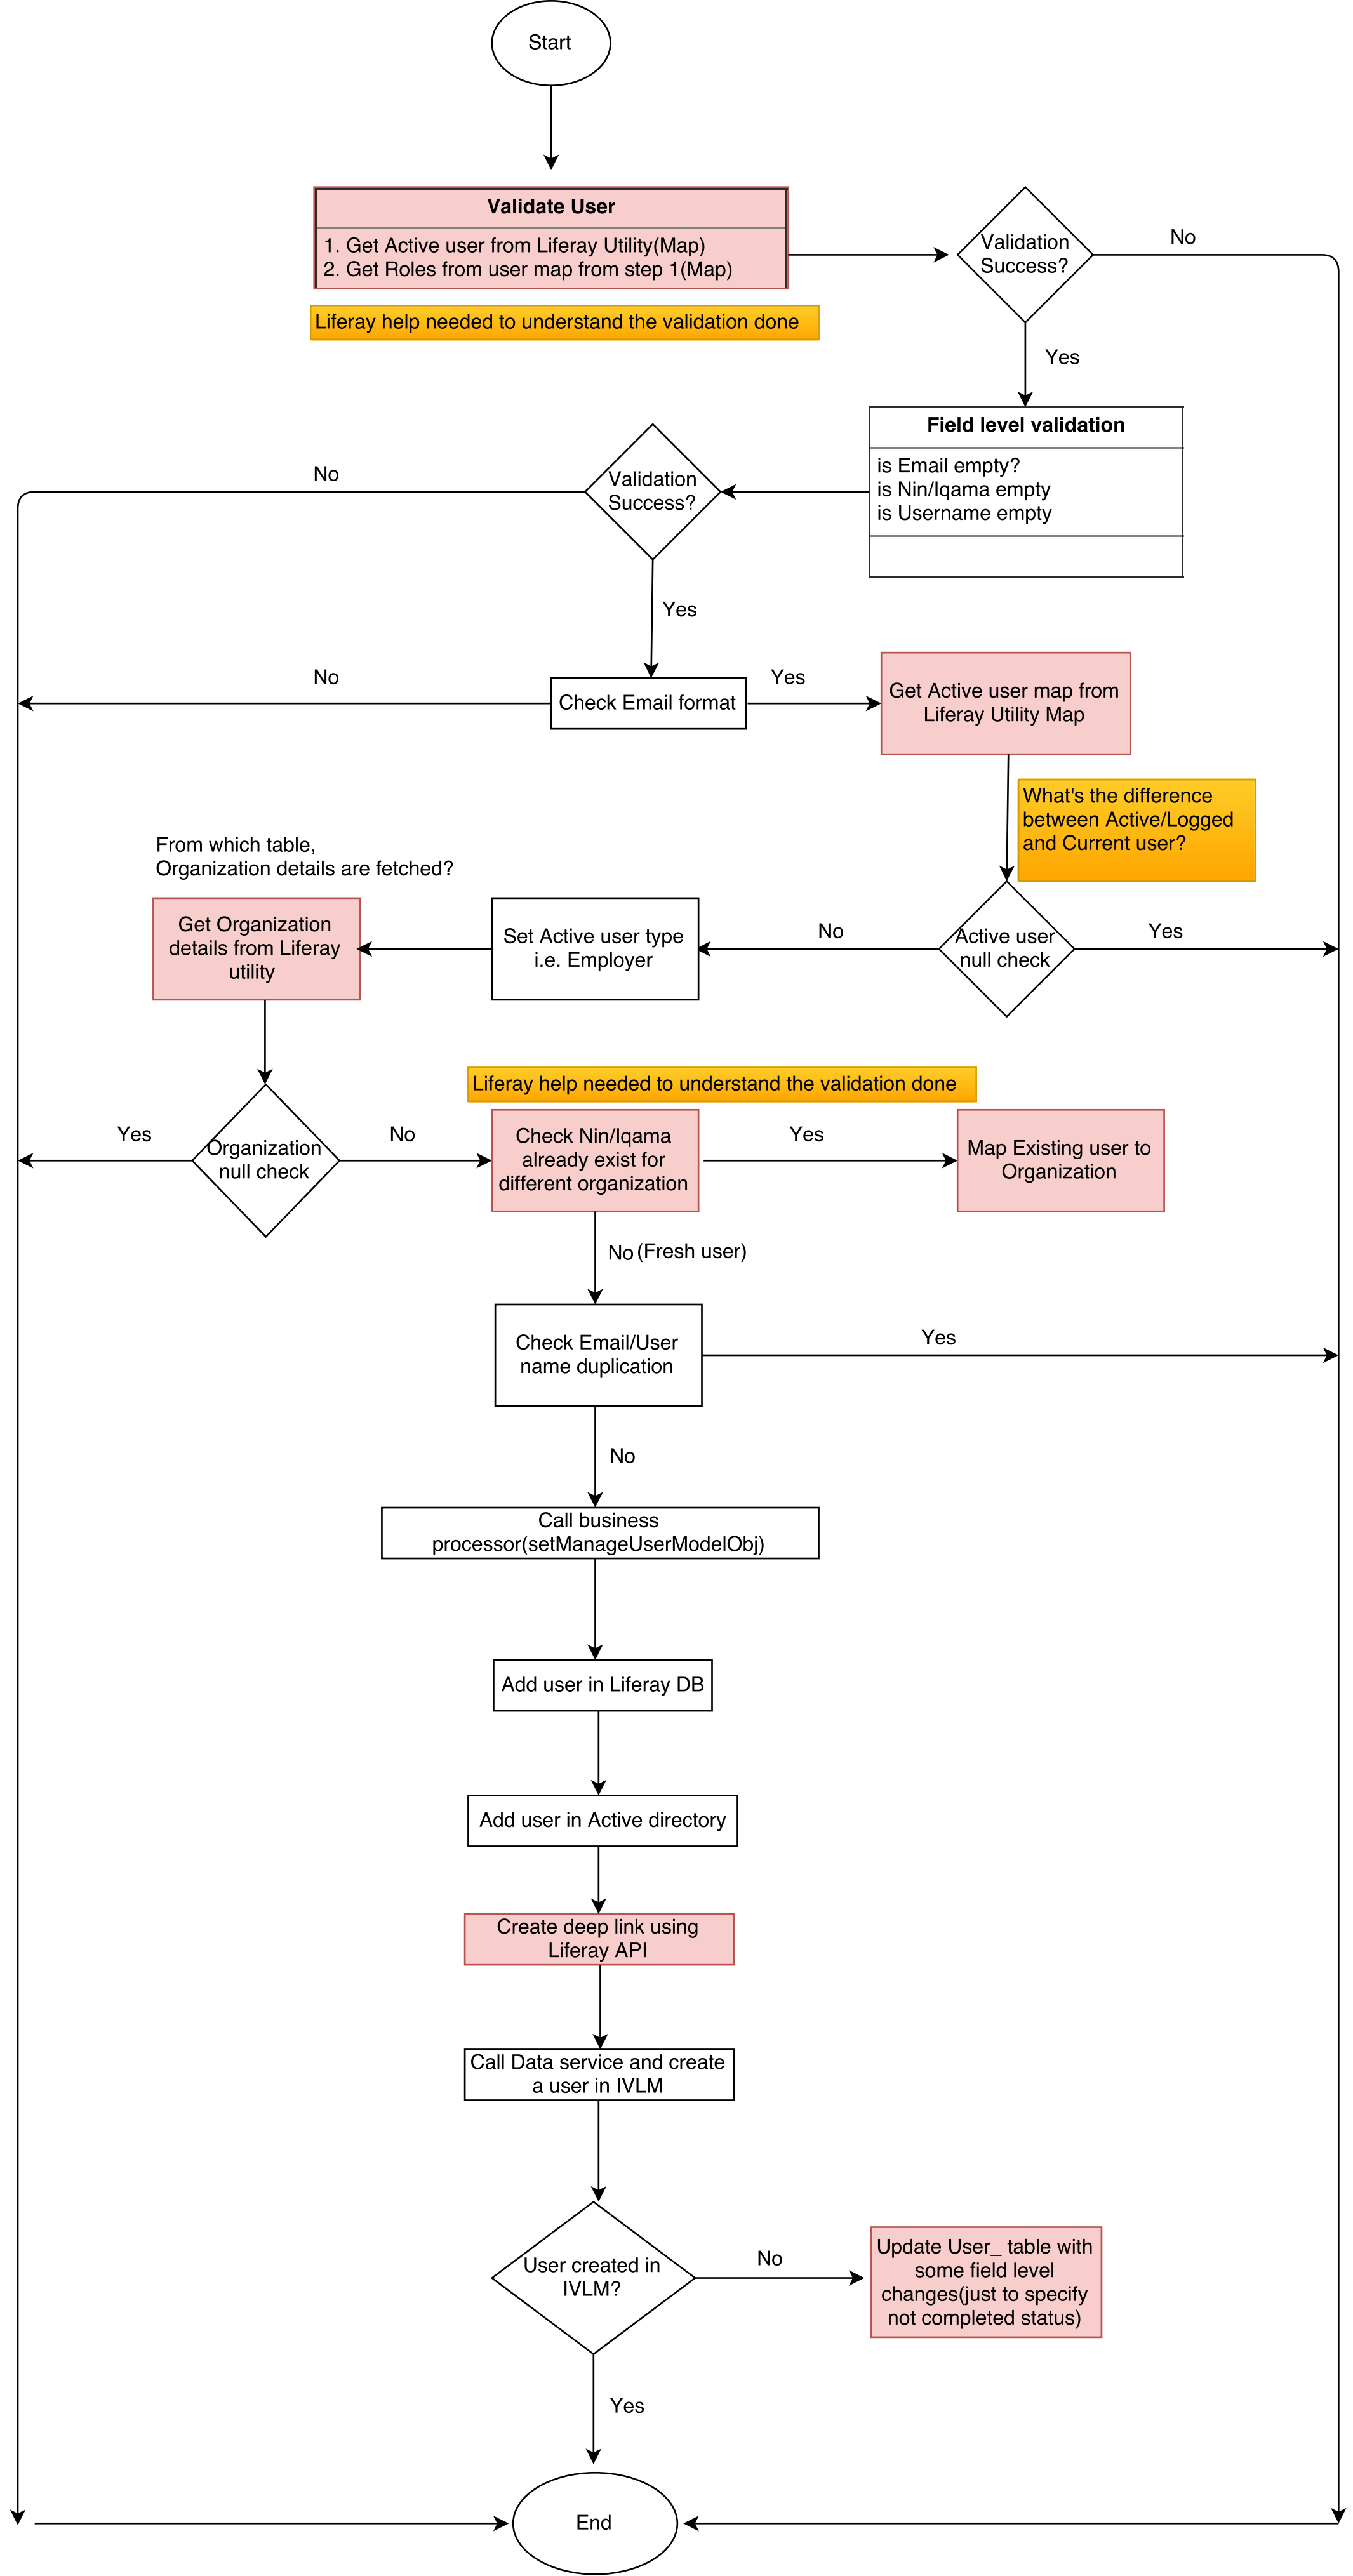 Start
Validate User
1. Get Active user from Liferay Utility(Map)
2. Get Roles from user map from step 1(Map)
Validation
Success?
No
Liferay help needed to understand the validation done
Yes
Field level validation
is Email empty?
is Nin/Iqama empty
is Username empty
Validation
Success?
No
Yes
No
Check Email format
Yes
Get Active user map from
Liferay Utility Map
What's the difference
between Active/Logged
and Current user?
From which table,
Organization details are fetched?
Get Organization
details from Liferay
utility
Set Active user type
i.e. Employer
No
Active user
null check
Yes
Liferay help needed to understand the validation done
Yes
Organization
null check
No
Check Nin/Iqama
already exist for
different organization
Yes
Map Existing user to
Organization
No (Fresh user)
Check Email/User
name duplication
Yes
No
Call business
processor(setManageUserModelObj)
Add user in Liferay DB
Add user in Active directory
Create deep link using
Liferay API
Call Data service and create
a user in IVLM
User created in
IVLM?
No
Update User_ table with
some field level
changes(just to specify
not completed status)
Yes
End